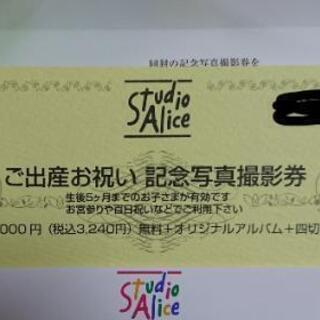 同封の記念写真撮影券を
Studio
Alice
ご出産お祝い 記念写真撮影券
生後5ヶ月までのお子さまが有効です
お宮参りや百日祝いなどでご利用下さい
000円(税込3,240円)無料+オリジナルアルバム+四切
Studio
Alice